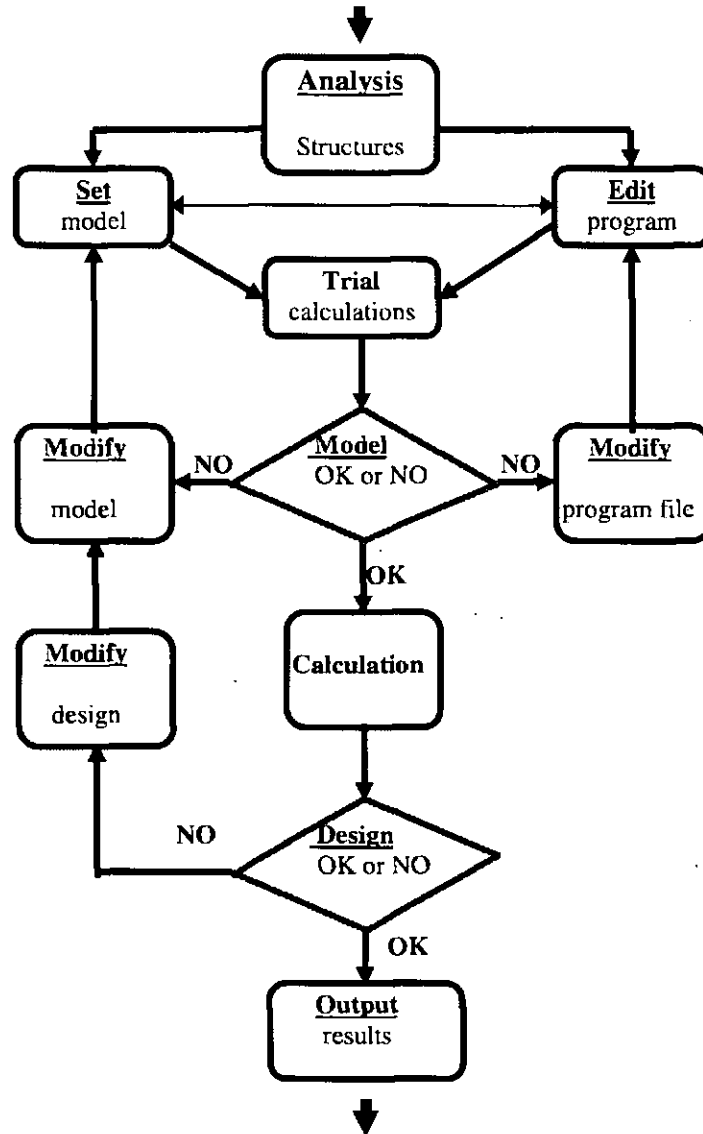 Analysis
Structures
Set
model
Edit
program
Trial
calculations
Modify
model
NO
Model
OK or NO
NO
Modify
program file
OK
Modify
design
Calculation
NO
Design
OK or NO
OK
Output
results